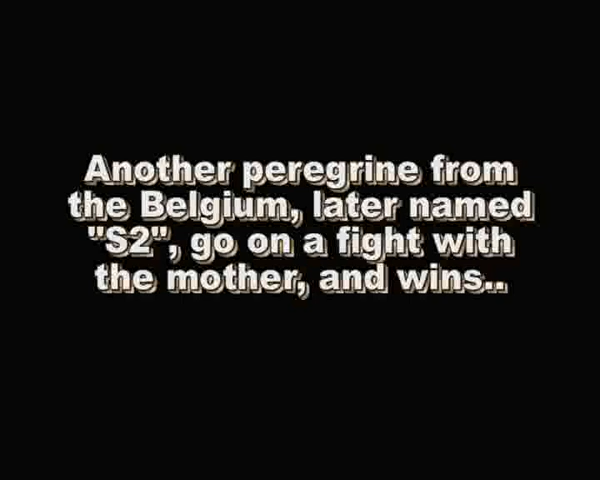 Another peregrine from
the Belgium, later named
"S2", go on a fight with
the mother, and wins..